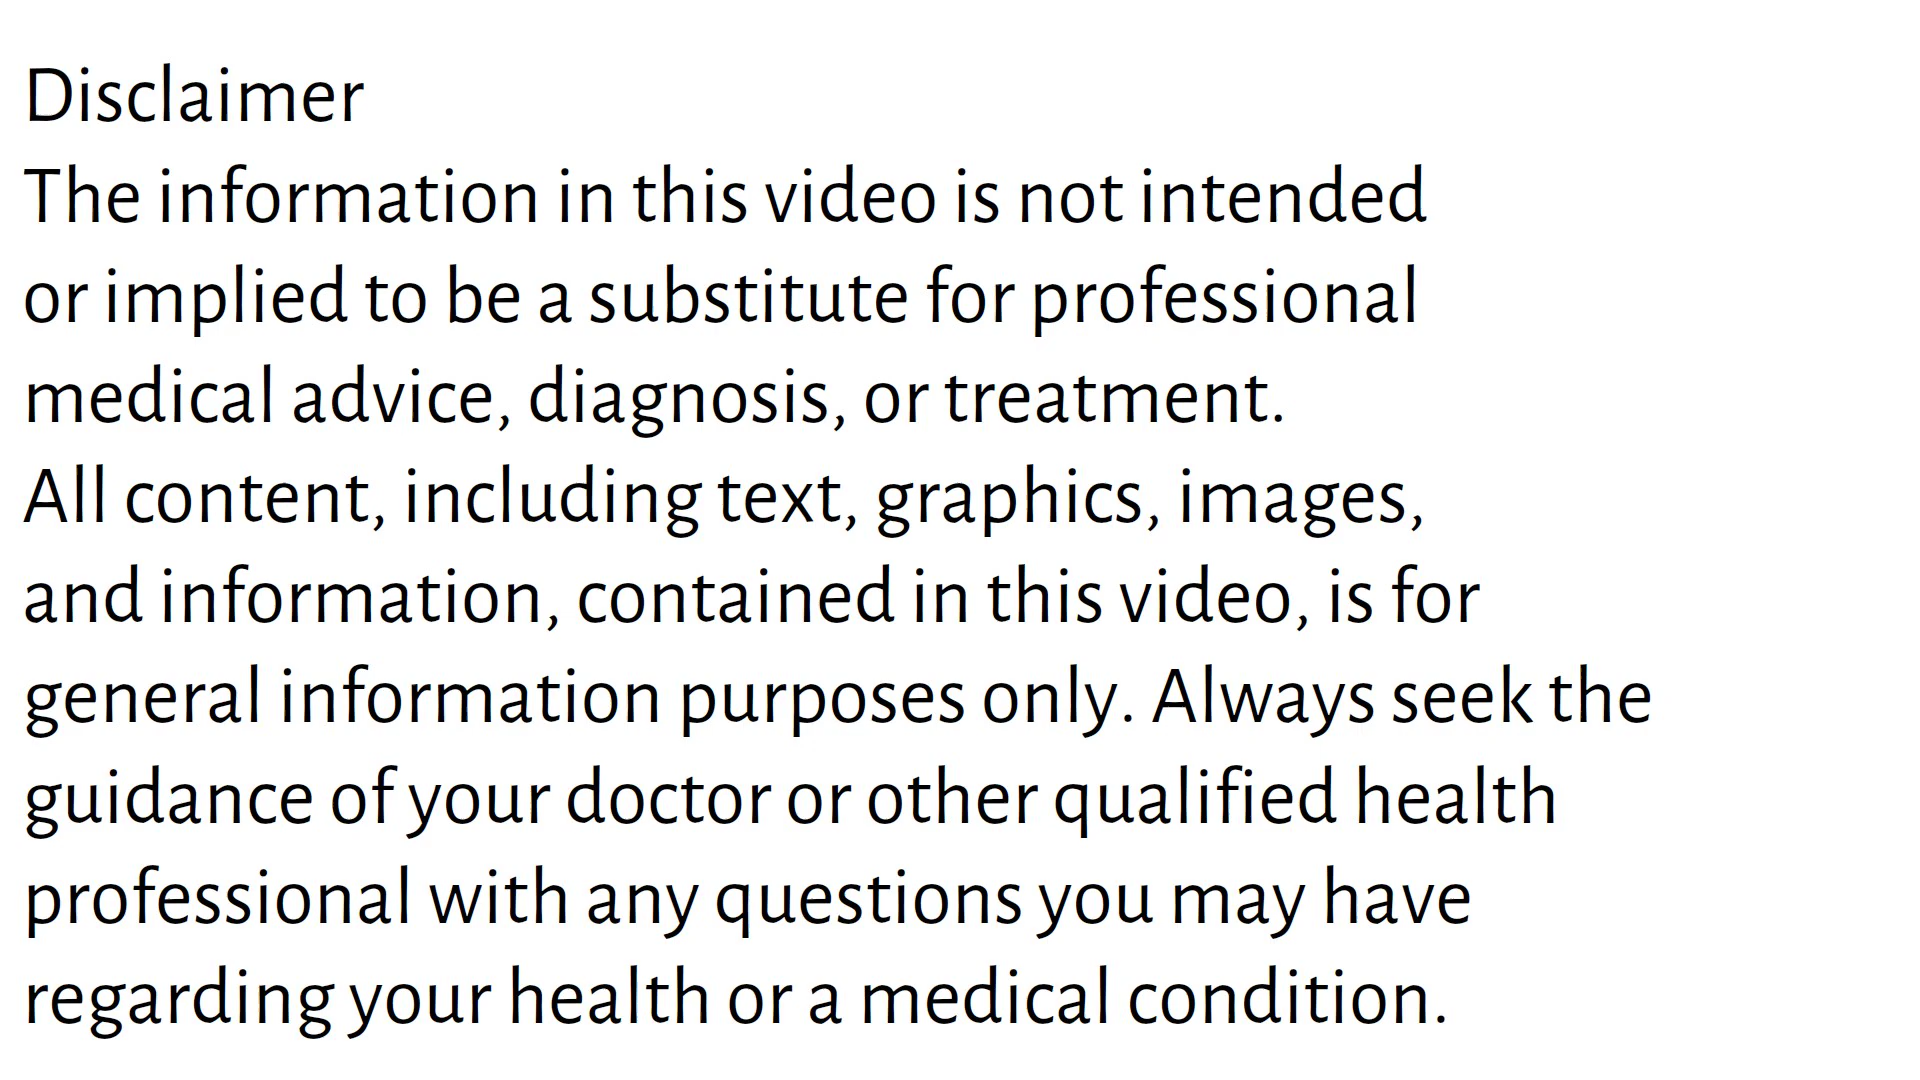 Disclaimer
The information in this video is not intended
or implied to be a substitute for professional
medical advice, diagnosis, or treatment.
All content, including text, graphics, images,
and information, contained in this video, is for
general information purposes only. Always seek the
guidance of your doctor or other qualified health
professional with any questions you may have
regarding your health or a medical condition.